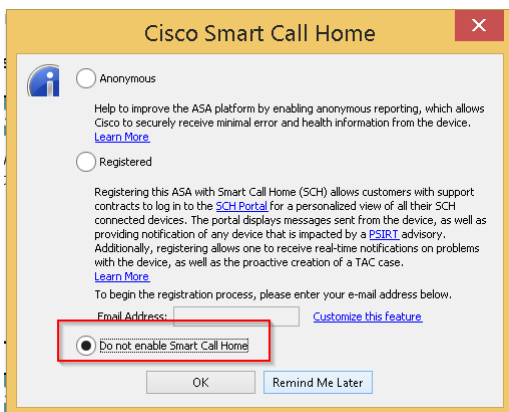 Cisco Smart Call Home
Anonymous
Help to improve the ASA platform by enabling anonymous reporting, which allows
Cisco to securely receive minimal error and health information from the device.
Learn More
Registered
Registering this ASA with Smart Call Home (SCH) allows customers with support
contracts to log in to the SCH Portal for a personalized view of all their SCH
connected devices. The portal displays messages sent from the device, as well as
providing notification of any device that is impacted by a PSIRT advisory.
Additionally, registering allows one to receive real-time notifications on problems
with the device, as well as the proactive creation of a TAC case.
Learn More
To begin the registration process, please enter your e-mail address below.
Email Address: Customize this feature
Do not enable Smart Call Home
OK Remind Me Later